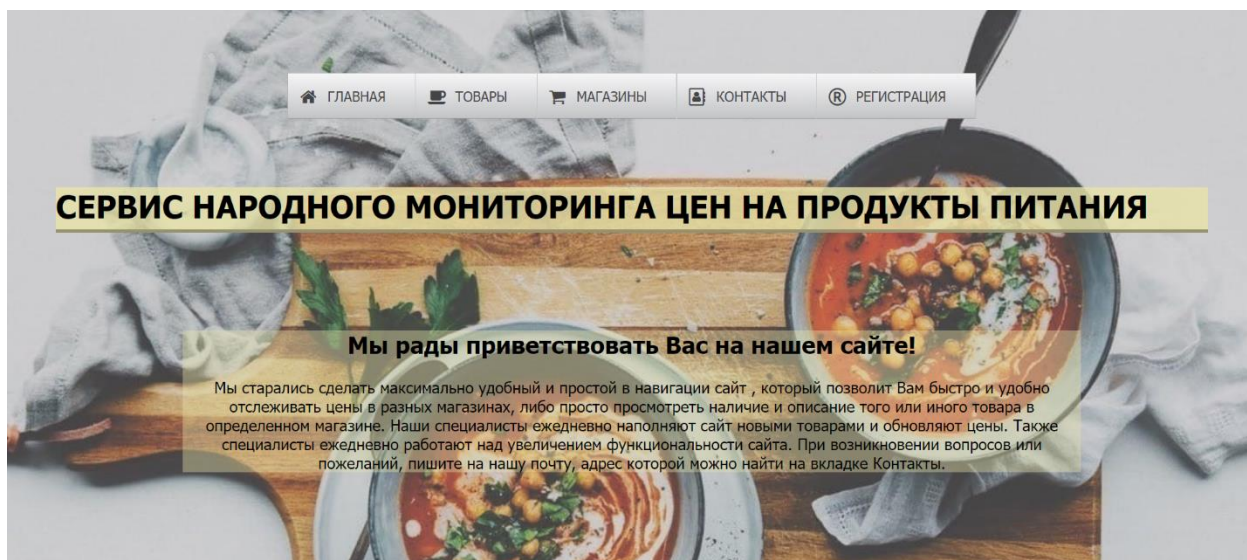 ГЛАВНАЯ ТОВАРЫ МАГАЗИНЫ КОНТАКТЫ ® РЕГИСТРАЦИЯ
СЕРВИС НАРОДНОГО МОНИТОРИНГА ЦЕН НА ПРОДУКТЫ ПИТАНИЯ
Мы рады приветствовать Вас на нашем сайте!
Мы старались сделать максимально удобный и простой в навигации сайт , который позволит Вам быстро и удобно
отслеживать цены в разных магазинах, либо просто просмотреть наличие и описание того или иного товара в
определенном магазине. Наши специалисты ежедневно наполняют сайт новыми товарами и обновляют цены. Также
специалисты ежедневно работают над увеличением функциональности сайта. При возникновении вопросов или
пожеланий, пишите на нашу почту, адрес которой можно найти на вкладке Контакты.